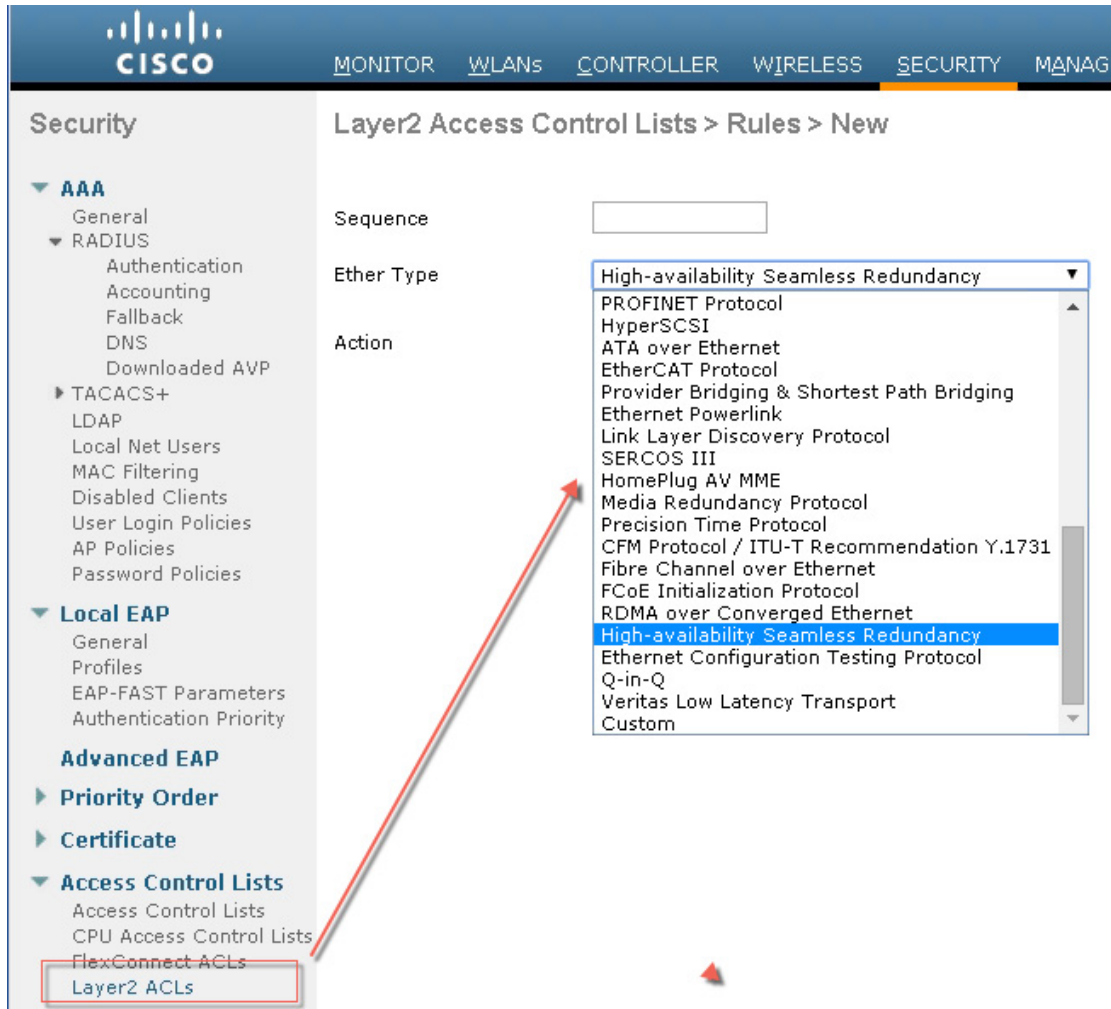 CISCO
MONITOR WLANs CONTROLLER WIRELESS SECURITY MANAG
Security
AAA
General
RADIUS
Authentication
Accounting
Fallback
DNS
Downloaded AVP
TACACS+
LDAP
Local Net Users
MAC Filtering
Disabled Clients
User Login Policies
AP Policies
Password Policies
Local EAP
General
Profiles
EAP-FAST Parameters
Authentication Priority
Advanced EAP
Priority Order
Certificate
Access Control Lists
Access Control Lists
CPU Access Control Lists
FlexConnect ACLs
Layer2 ACLs
Layer2 Access Control Lists > Rules > New
Sequence
Ether Type
High-availability Seamless Redundancy
Action
PROFINET Protocol
HyperSCSI
ATA over Ethernet
EtherCAT Protocol
Provider Bridging & Shortest Path Bridging
Ethernet Powerlink
Link Layer Discovery Protocol
SERCOS III
HomePlug AV MME
Media Redundancy Protocol
Precision Time Protocol
CFM Protocol / ITU-T Recommendation Y.1731
Fibre Channel over Ethernet
FCoE Initialization Protocol
RDMA over Converged Ethernet
High-availability Seamless Redundancy
Ethernet Configuration Testing Protocol
Q-in-Q
Veritas Low Latency Transport
Custom